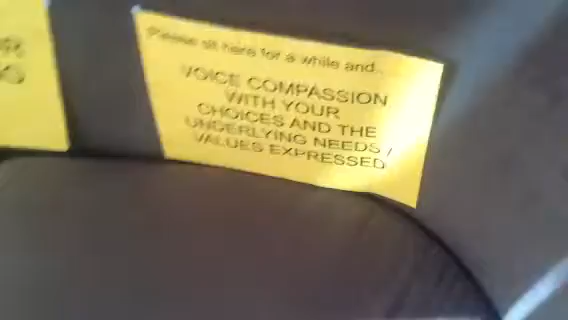 Please sit here for a while and...
VOICE COMPASSION
WITH YOUR
CHOICES AND THE
UNDERLYING NEEDS /
VALUES EXPRESSED